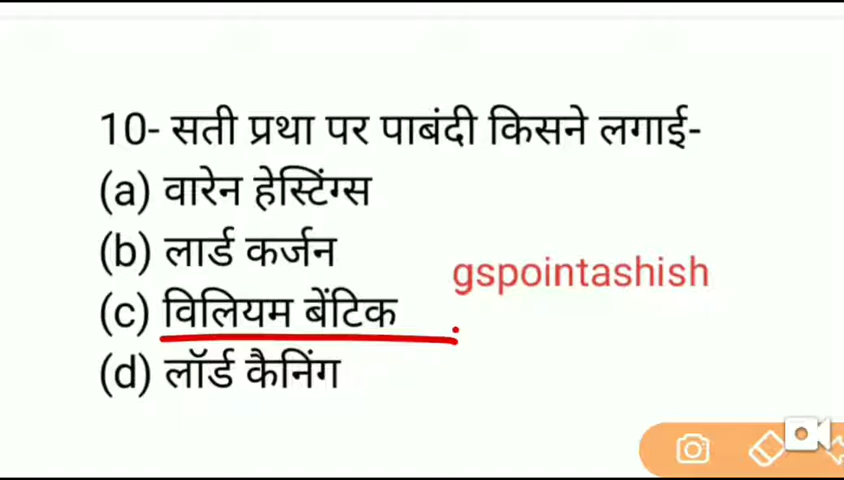 10- सती प्रथा पर पाबंदी किसने लगाई-
(a) वारेन हेस्टिंग्स
(b) लार्ड कर्जन
gspointashish
(c) विलियम बेंटिक
(d) लॉर्ड कैनिंग